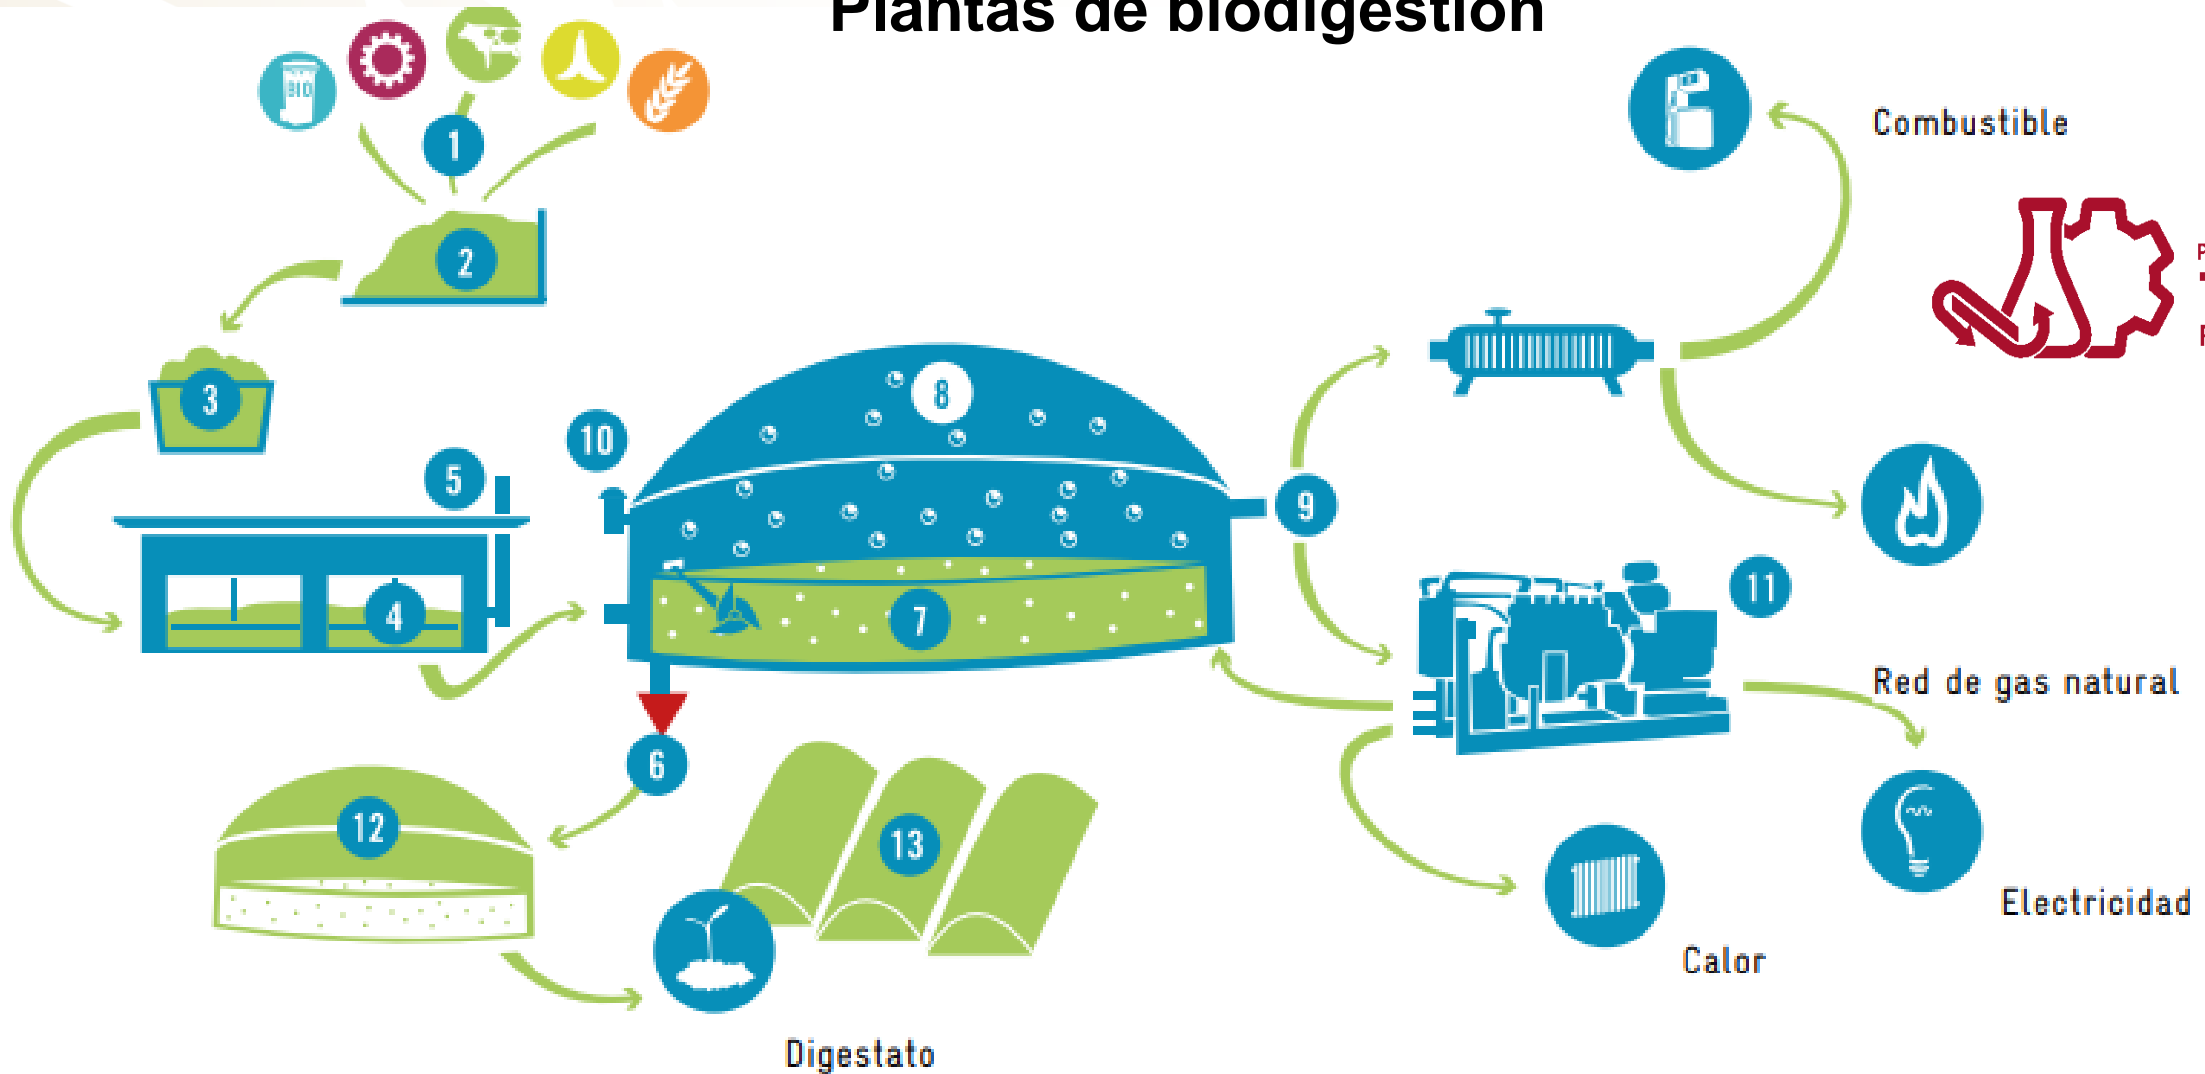 Plantas de biodigestión
BIO
1
2
3
4
5
6
7
8
9
10
11
12
13
Combustible
Red de gas natural
Electricidad
Calor
Digestato